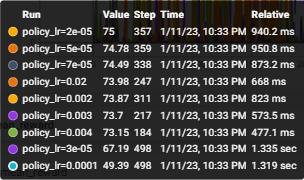 Run Value Step Time Relative
policy_lr=2e-05 75 357 1/11/23, 10:33 PM 940.2 ms
policy_lr=5e-05 74.78 359 1/11/23, 10:33 PM 950.8 ms
policy_lr=7e-05 74.49 338 1/11/23, 10:33 PM 873.2 ms
policy_lr=0.02 73.98 247 1/11/23, 10:33 PM 668 ms
policy_lr=0.002 73.87 311 1/11/23, 10:33 PM 823 ms
policy_lr=0.003 73.7 217 1/11/23, 10:33 PM 573.5 ms
policy_lr=0.004 73.15 184 1/11/23, 10:33 PM 477.1 ms
policy_lr=3e-05 67.19 498 1/11/23, 10:33 PM 1.335 sec
policy_lr=0.0001 49.39 498 1/11/23, 10:33 PM 1.319 sec